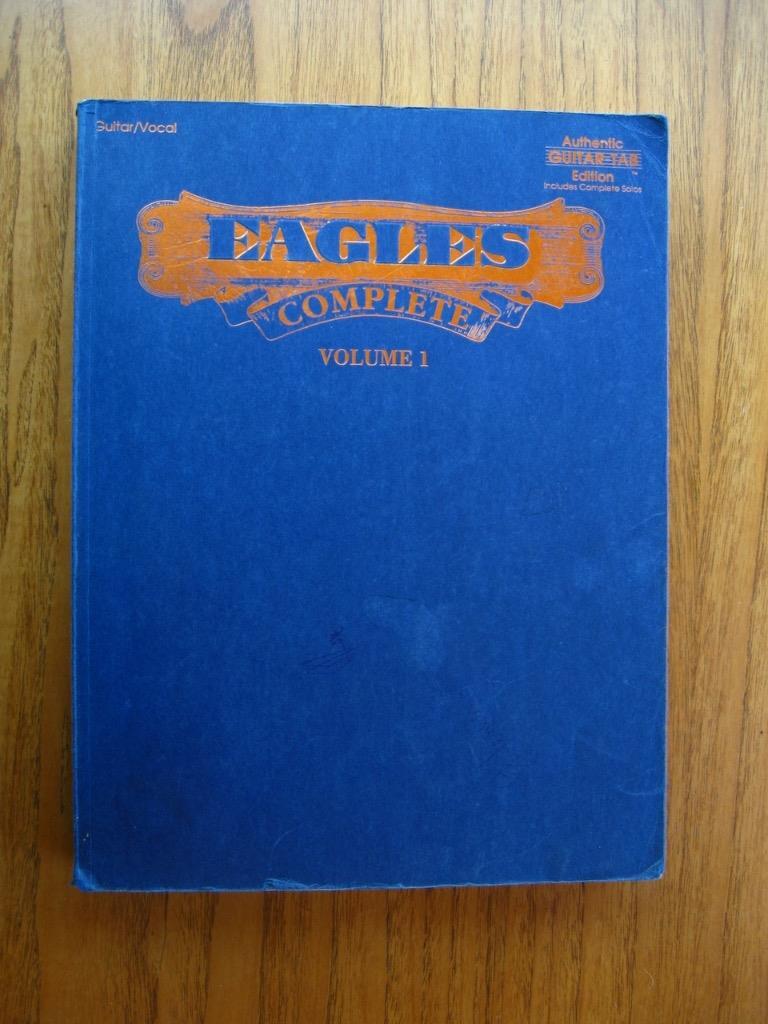 Guitar/Vocal
Authentic
GUITAR TAB
Edition
Includes Complete Solos
EAGLES
COMPLETE
VOLUME 1